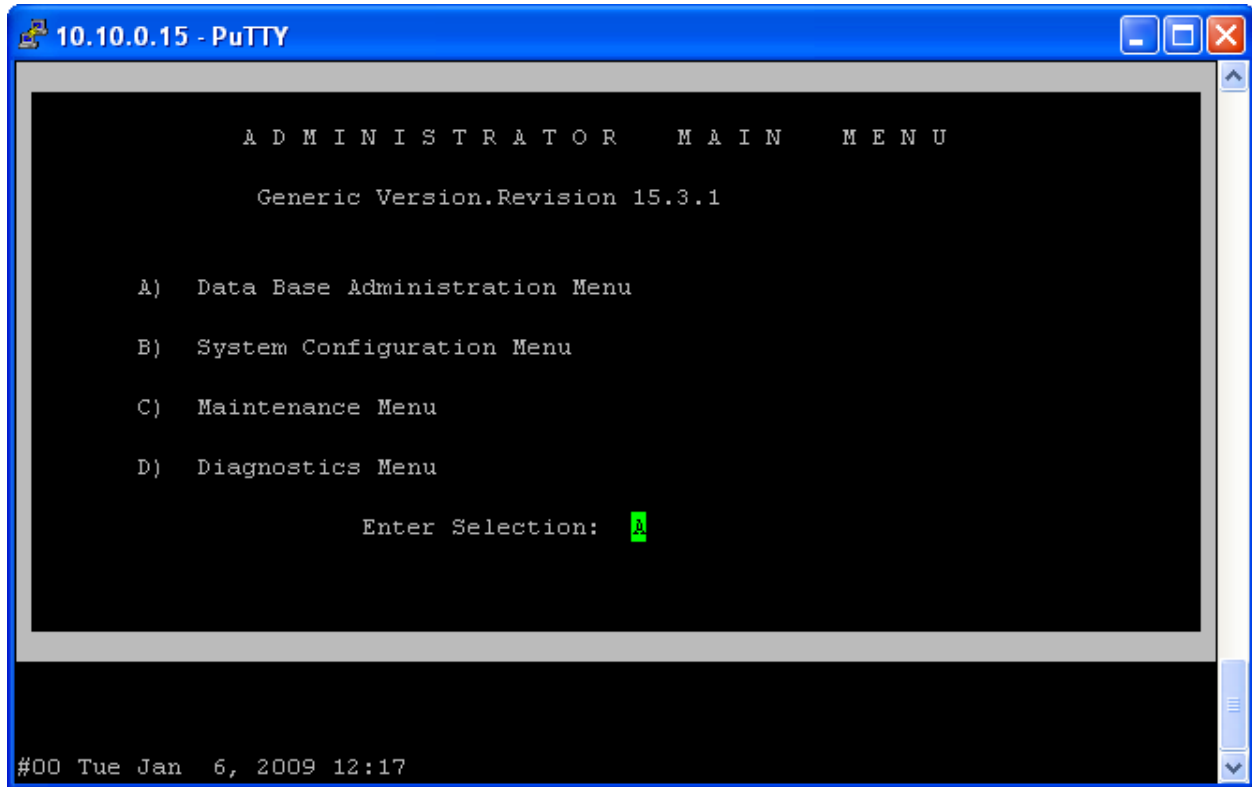 10.10.0.15 - PuTTY
A D M I N I S T R A T O R   M A I N   M E N U
Generic Version.Revision 15.3.1
A)  Data Base Administration Menu
B)  System Configuration Menu
C)  Maintenance Menu
D)  Diagnostics Menu
Enter Selection:  A
#00 Tue Jan  6, 2009 12:17